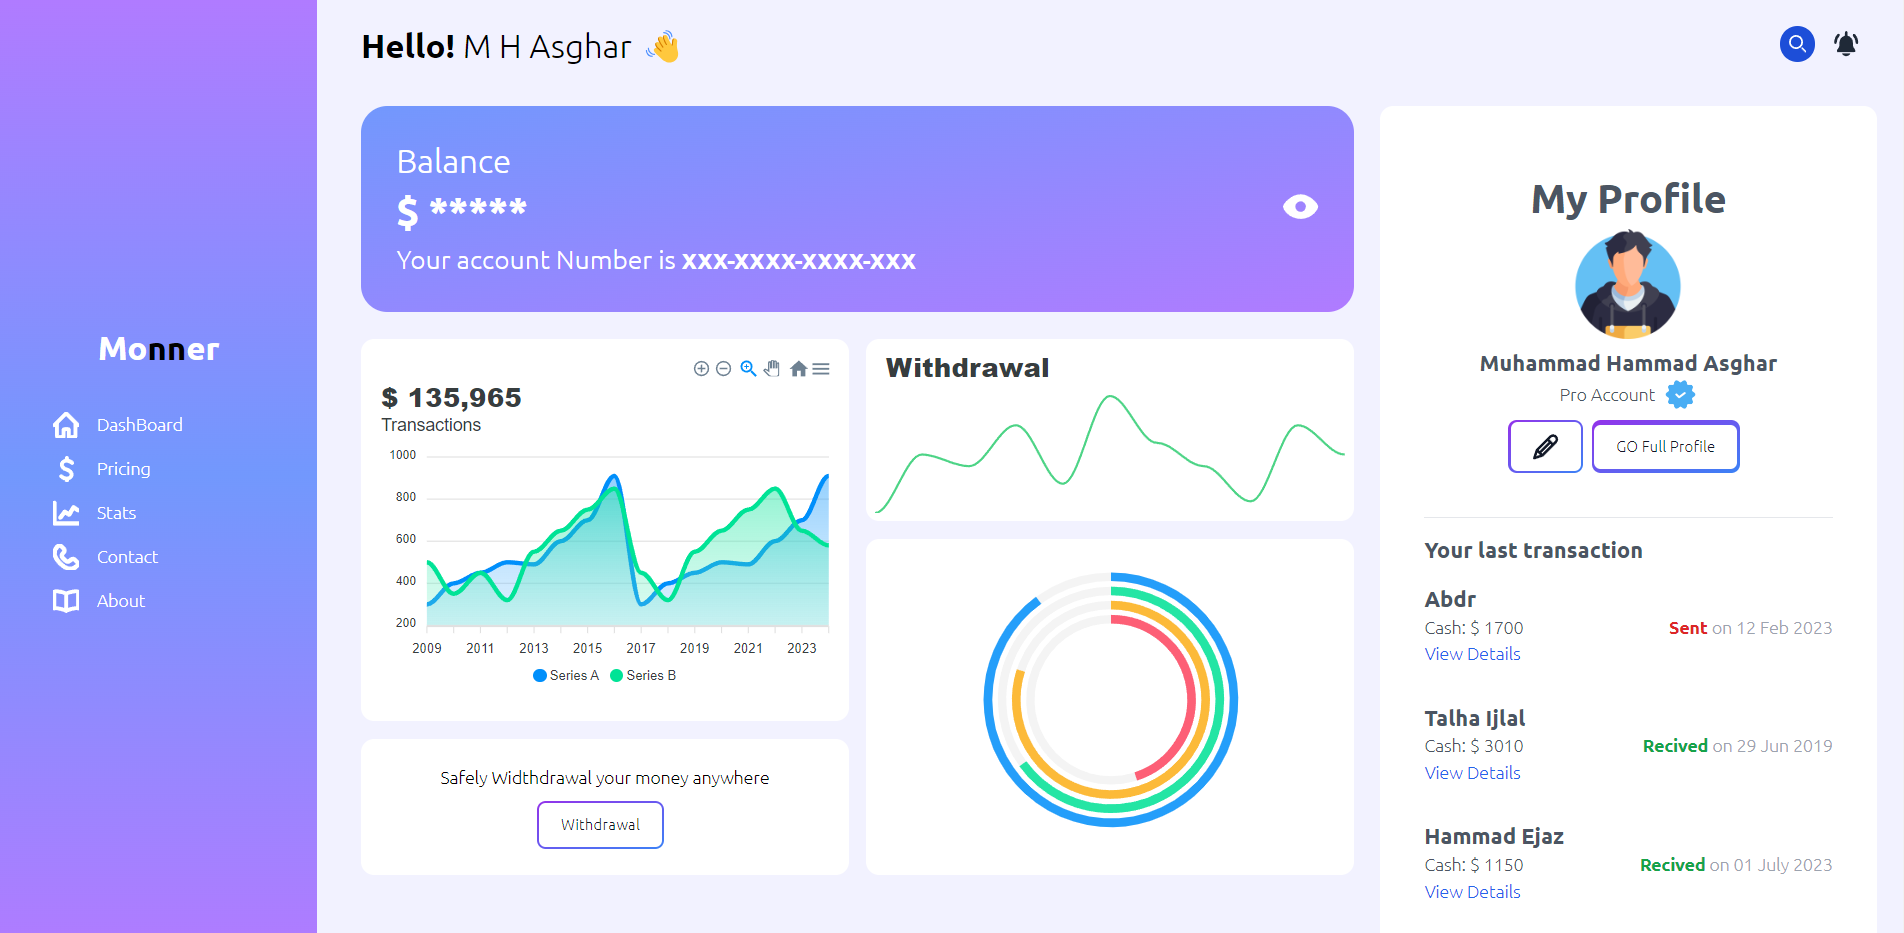 Monner
DashBoard
Pricing
Stats
Contact
About
Hello! M H Asghar
Balance
$ *****
Your account Number is xxx-xxxx-xxxx-xxx
$ 135,965
Transactions
1000
800
600
400
200
2009 2011 2013 2015 2017 2019 2021 2023
Series A Series B
Safely Widthdrawal your money anywhere
Withdrawal
Withdrawal
My Profile
Muhammad Hammad Asghar
Pro Account
GO Full Profile
Your last transaction
Abdr
Cash: $ 1700 Sent on 12 Feb 2023
View Details
Talha Ijlal
Cash: $ 3010 Recived on 29 Jun 2019
View Details
Hammad Ejaz
Cash: $ 1150 Recived on 01 July 2023
View Details